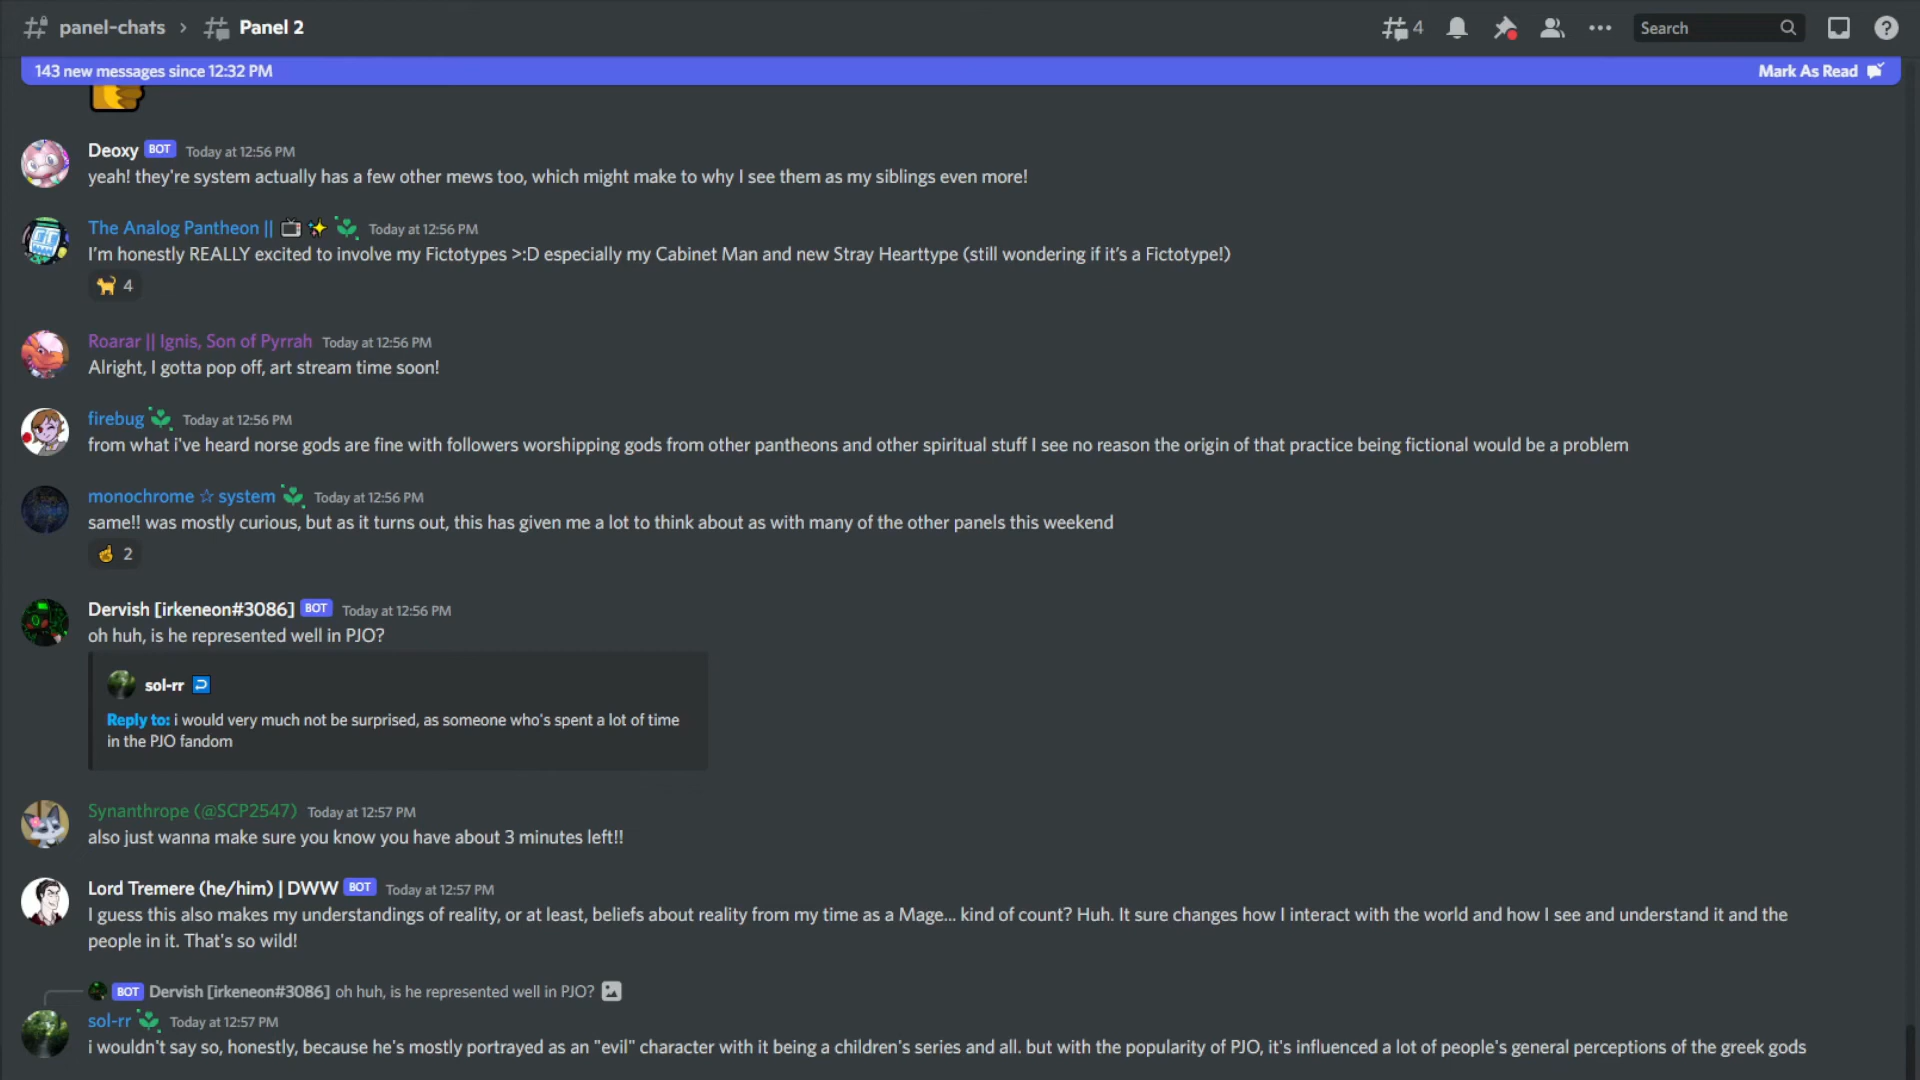 panel-chats › Panel 2 4 Search
143 new messages since 12:32 PM Mark As Read
Deoxy BOT Today at 12:56 PM
yeah! they're system actually has a few other mews too, which might make to why I see them as my siblings even more!
The Analog Pantheon || Today at 12:56 PM
I'm honestly REALLY excited to involve my Fictotypes >:D especially my Cabinet Man and new Stray Hearttype (still wondering if it's a Fictotype!)
4
Roarar || Ignis, Son of Pyrrah Today at 12:56 PM
Alright, I gotta pop off, art stream time soon!
firebug Today at 12:56 PM
from what i've heard norse gods are fine with followers worshipping gods from other pantheons and other spiritual stuff I see no reason the origin of that practice being fictional would be a problem
monochrome ☆ system Today at 12:56 PM
same!! was mostly curious, but as it turns out, this has given me a lot to think about as with many of the other panels this weekend
2
Dervish [irkeneon#3086] BOT Today at 12:56 PM
oh huh, is he represented well in PJO?
sol-rr
Reply to: i would very much not be surprised, as someone who's spent a lot of time
in the PJO fandom
Synanthrope (@SCP2547) Today at 12:57 PM
also just wanna make sure you know you have about 3 minutes left!!
Lord Tremere (he/him) | DWW BOT Today at 12:57 PM
I guess this also makes my understandings of reality, or at least, beliefs about reality from my time as a Mage... kind of count? Huh. It sure changes how I interact with the world and how I see and understand it and the
people in it. That's so wild!
BOT Dervish [irkeneon#3086] oh huh, is he represented well in PJO?
sol-rr Today at 12:57 PM
i wouldn't say so, honestly, because he's mostly portrayed as an "evil" character with it being a children's series and all. but with the popularity of PJO, it's influenced a lot of people's general perceptions of the greek gods